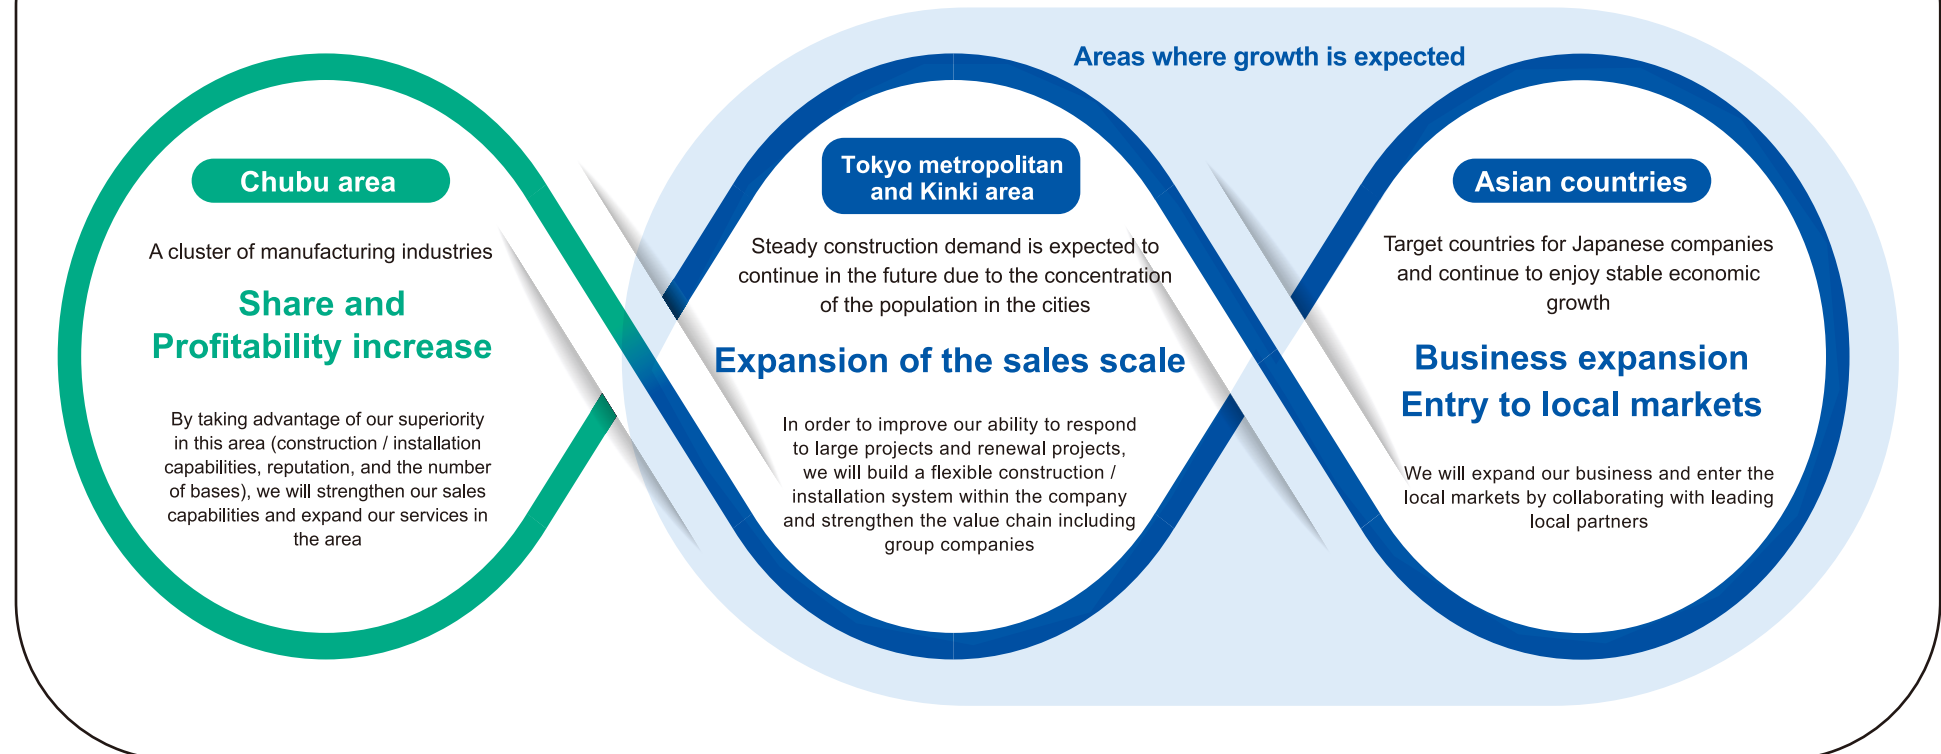 Areas where growth is expected
Chubu area
A cluster of manufacturing industries
Share and
Profitability increase
By taking advantage of our superiority
in this area (construction / installation
capabilities, reputation, and the number
of bases), we will strengthen our sales
capabilities and expand our services in
the area
Tokyo metropolitan
and Kinki area
Steady construction demand is expected to
continue in the future due to the concentration
of the population in the cities
Expansion of the sales scale
In order to improve our ability to respond
to large projects and renewal projects,
we will build a flexible construction /
installation system within the company
and strengthen the value chain including
group companies
Asian countries
Target countries for Japanese companies
and continue to enjoy stable economic
growth
Business expansion
Entry to local markets
We will expand our business and enter the
local markets by collaborating with leading
local partners